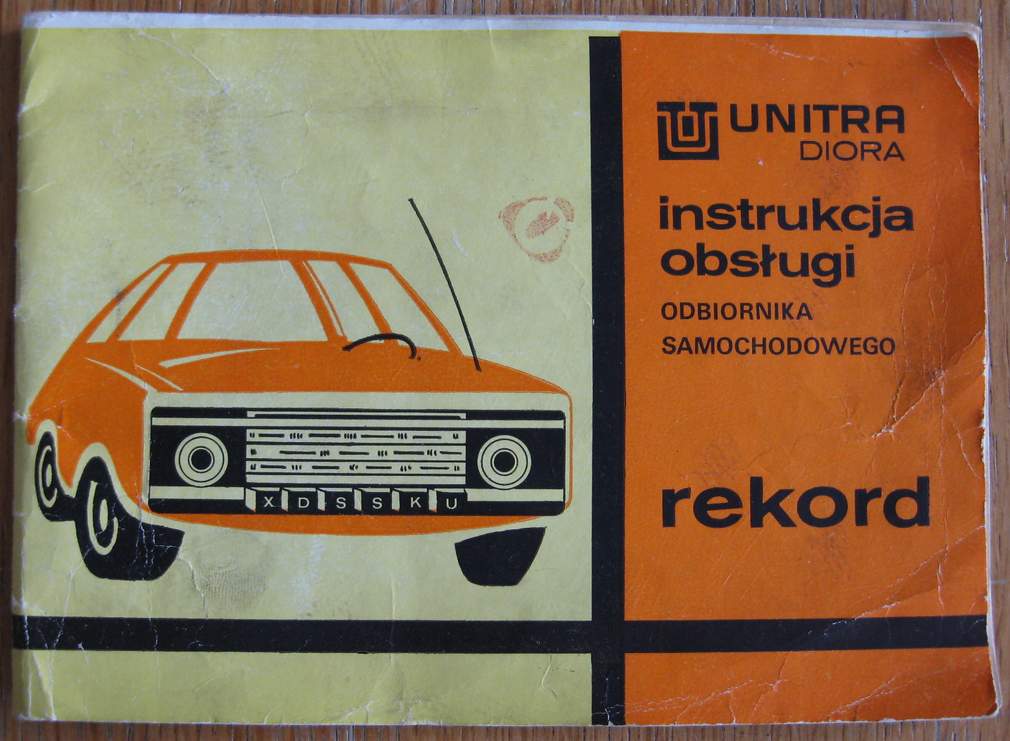 UNITRA
DIORA
instrukcja
obsługi
ODBIORNIKA
SAMOCHODOWEGO
rekord
X D S S K U